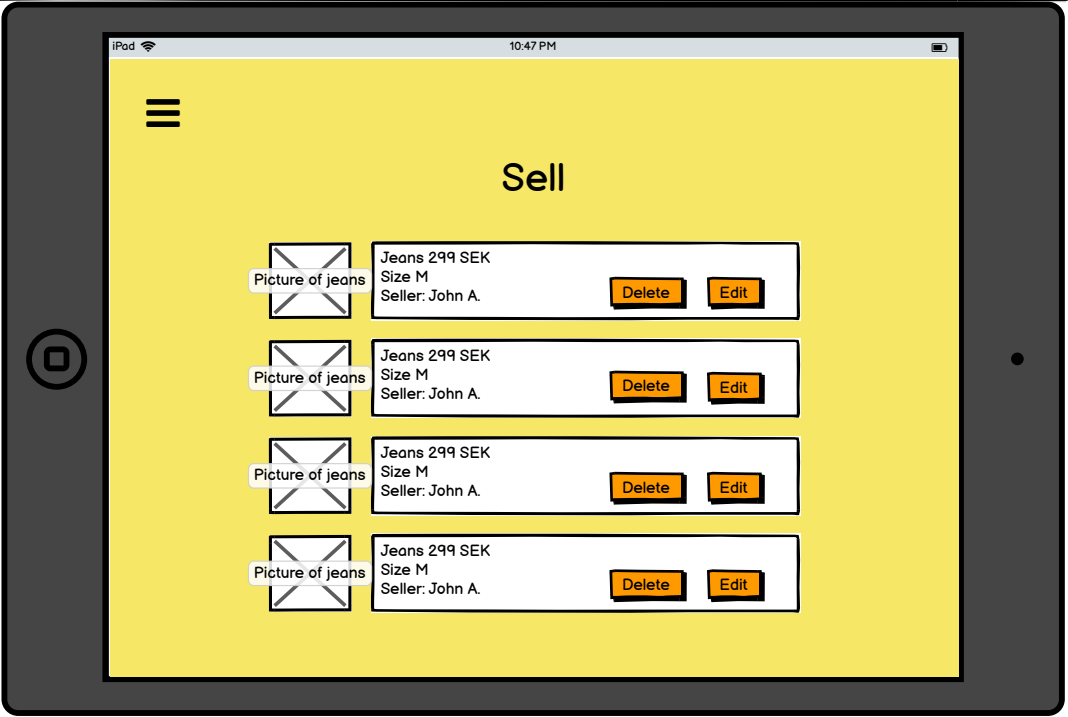 iPad
10:47 PM
Sell
Picture of jeans
Jeans 299 SEK
Size M
Seller: John A.
Delete
Edit
Picture of jeans
Jeans 299 SEK
Size M
Seller: John A.
Delete
Edit
Picture of jeans
Jeans 299 SEK
Size M
Seller: John A.
Delete
Edit
Picture of jeans
Jeans 299 SEK
Size M
Seller: John A.
Delete
Edit